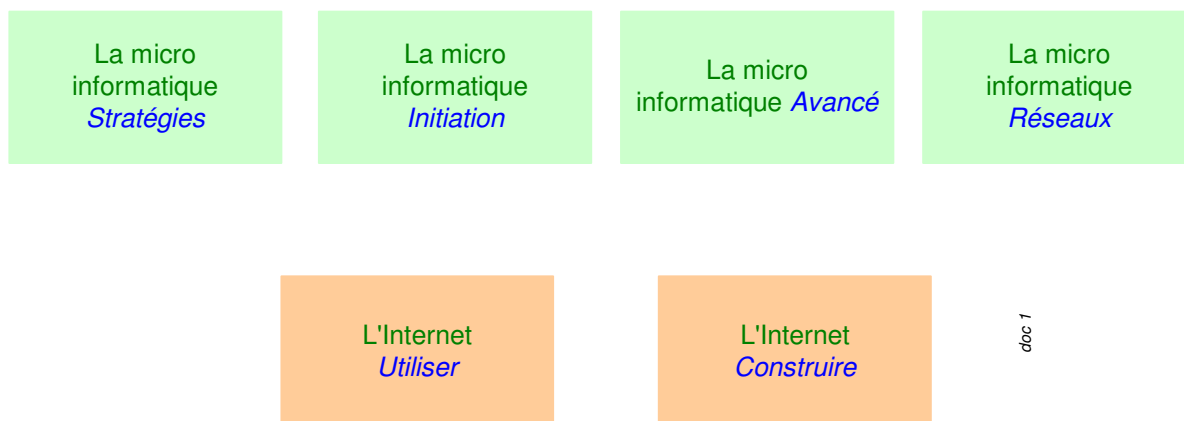 La micro
informatique
Stratégies
La micro
informatique
Initiation
La micro
informatique Avancé
La micro
informatique
Réseaux
L'Internet
Utiliser
L'Internet
Construire
doc 1